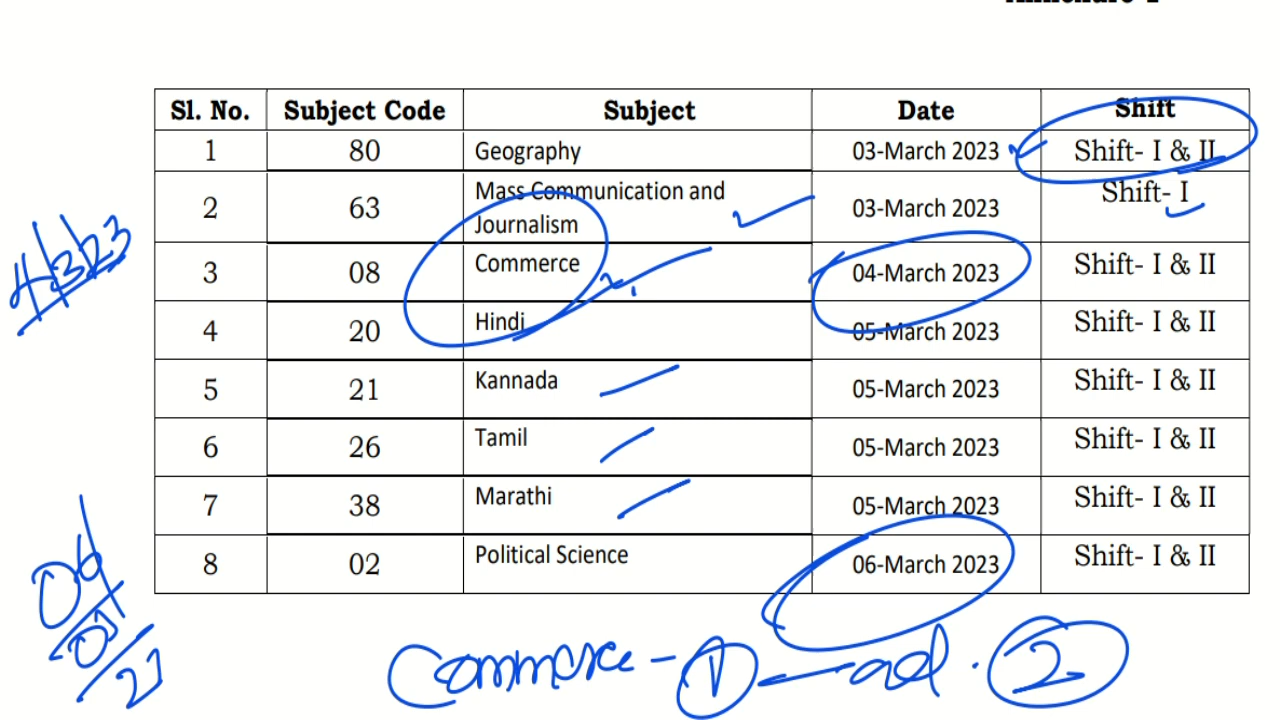 Annexure-I
Sl. No. Subject Code Subject Date Shift
1 80 Geography 03-March 2023 Shift- I & II
2 63 Mass Communication and Journalism 03-March 2023 Shift- I
3 08 Commerce 04-March 2023 Shift- I & II
4 20 Hindi 05-March 2023 Shift- I & II
5 21 Kannada 05-March 2023 Shift- I & II
6 26 Tamil 05-March 2023 Shift- I & II
7 38 Marathi 05-March 2023 Shift- I & II
8 02 Political Science 06-March 2023 Shift- I & II
4/3/23
Commerce - 1 2